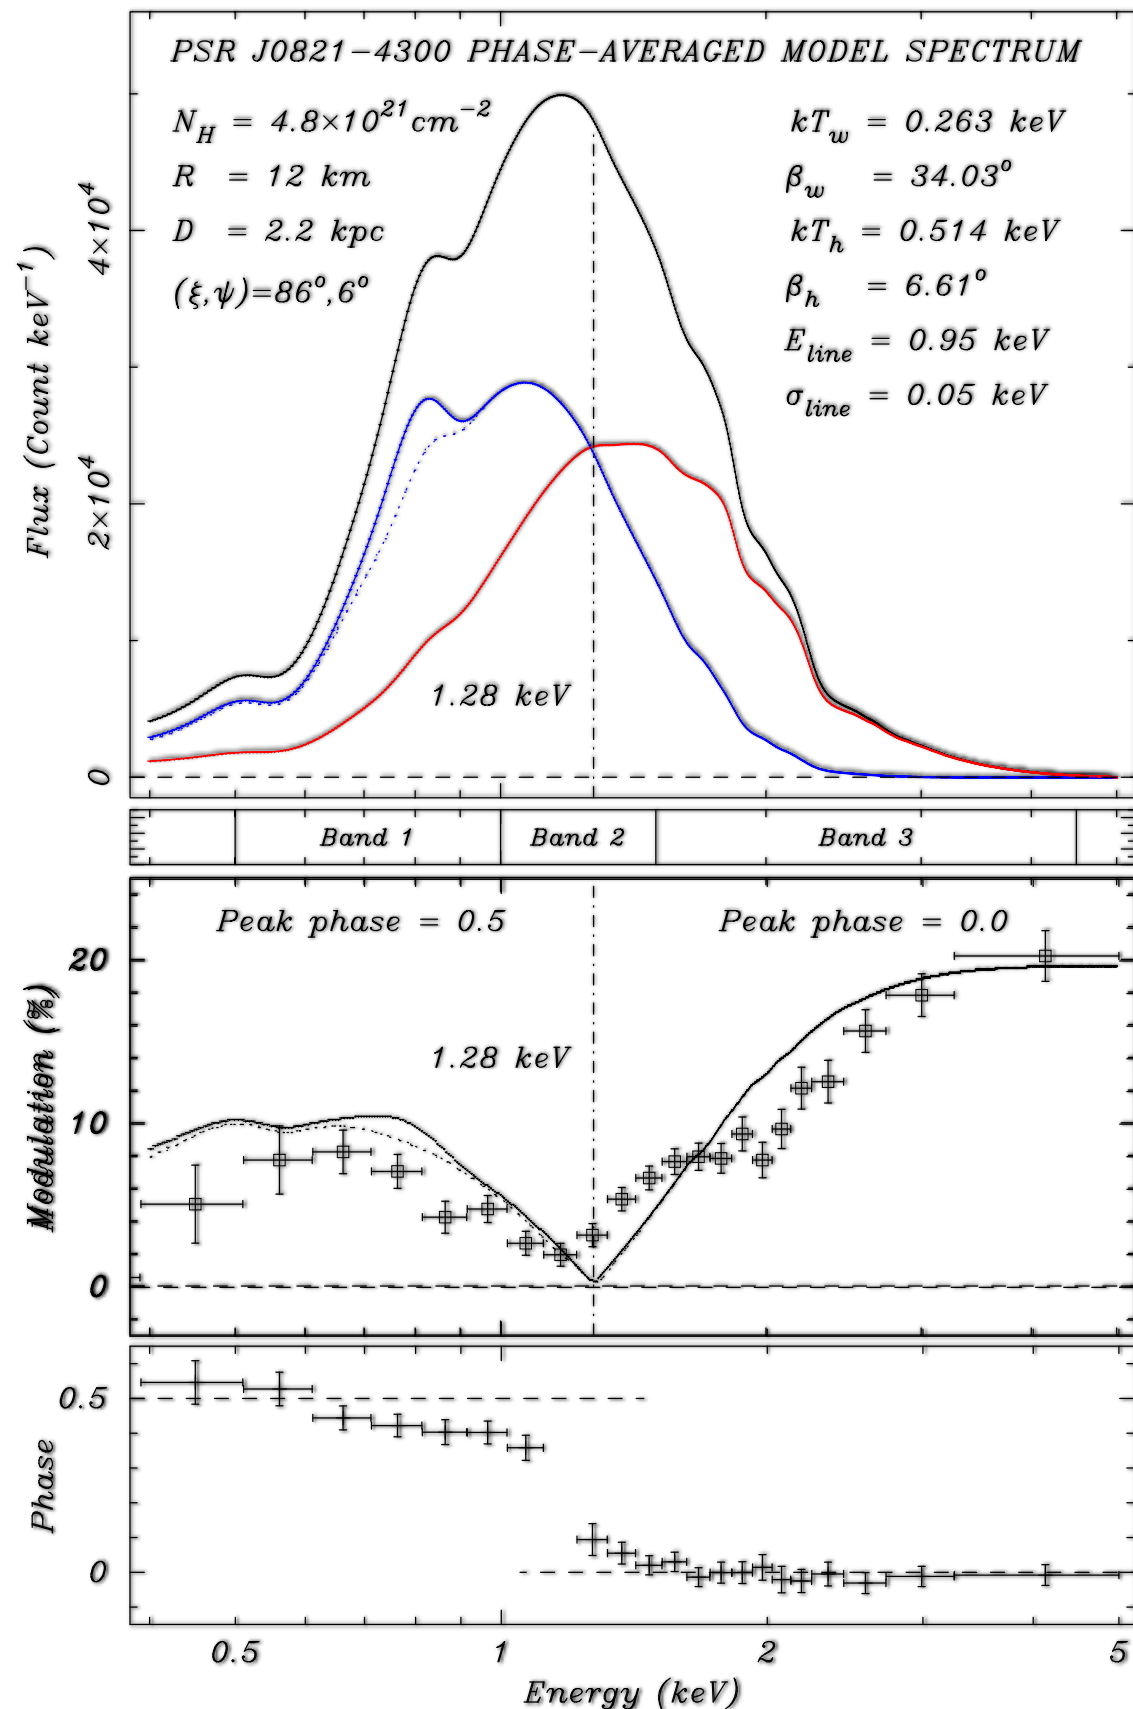 PSR J0821−4300 PHASE−AVERAGED MODEL SPECTRUM
N_H = 4.8×10^21 cm^−2
R = 12 km
D = 2.2 kpc
(ξ,ψ)=86°,6°
kT_w = 0.263 keV
β_w = 34.03°
kT_h = 0.514 keV
β_h = 6.61°
E_line = 0.95 keV
σ_line = 0.05 keV
Flux (Count keV^−1)
4×10^4
2×10^4
0
1.28 keV
Band 1
Band 2
Band 3
Peak phase = 0.5
Peak phase = 0.0
Modulation (%)
20
10
0
1.28 keV
Phase
0.5
0
0.5
1
2
5
Energy (keV)